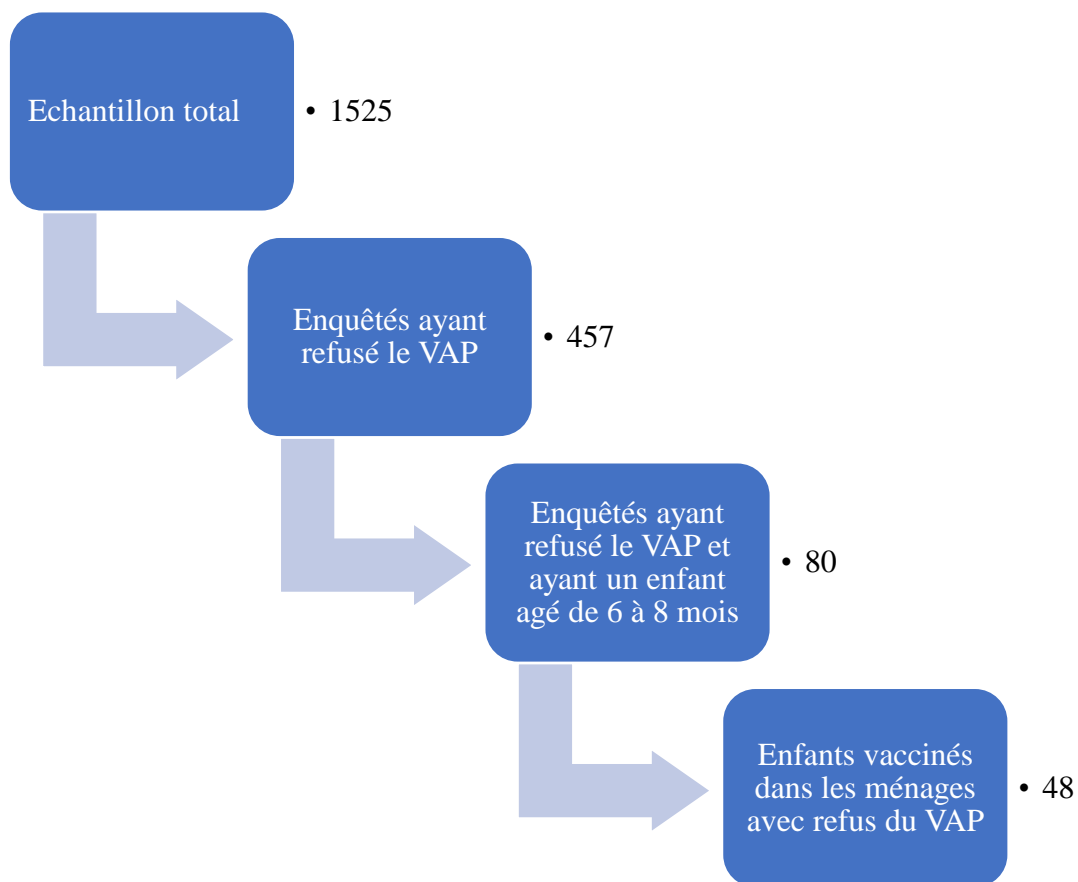 Echantillon total
• 1525
Enquêtés ayant
refusé le VAP
• 457
Enquêtés ayant
refusé le VAP et
ayant un enfant
agé de 6 à 8 mois
• 80
Enfants vaccinés
dans les ménages
avec refus du VAP
• 48